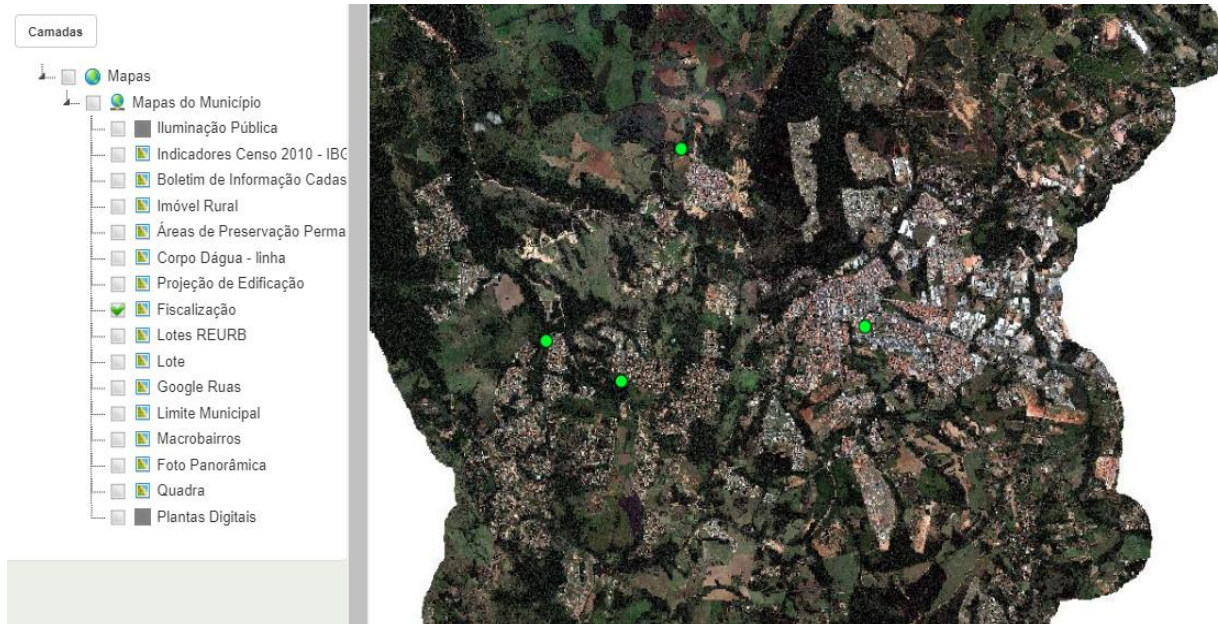 Camadas
Mapas
Mapas do Município
Iluminação Pública
Indicadores Censo 2010 - IBG
Boletim de Informação Cadas
Imóvel Rural
Áreas de Preservação Perma
Corpo Dágua - linha
Projeção de Edificação
Fiscalização
Lotes REURB
Lote
Google Ruas
Limite Municipal
Macrobairros
Foto Panorâmica
Quadra
Plantas Digitais